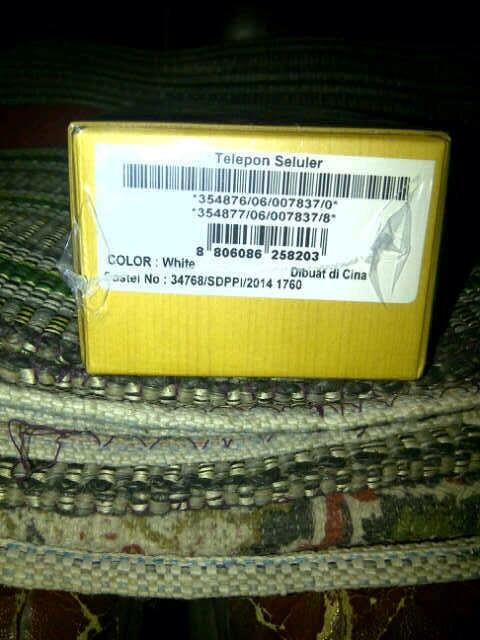 Telepon Seluler
*354876/06/007837/0*
*354877/06/007837/8*
8 806086 258203
COLOR : White
Dibuat di Cina
Postel No : 34768/SDPPI/2014 1760